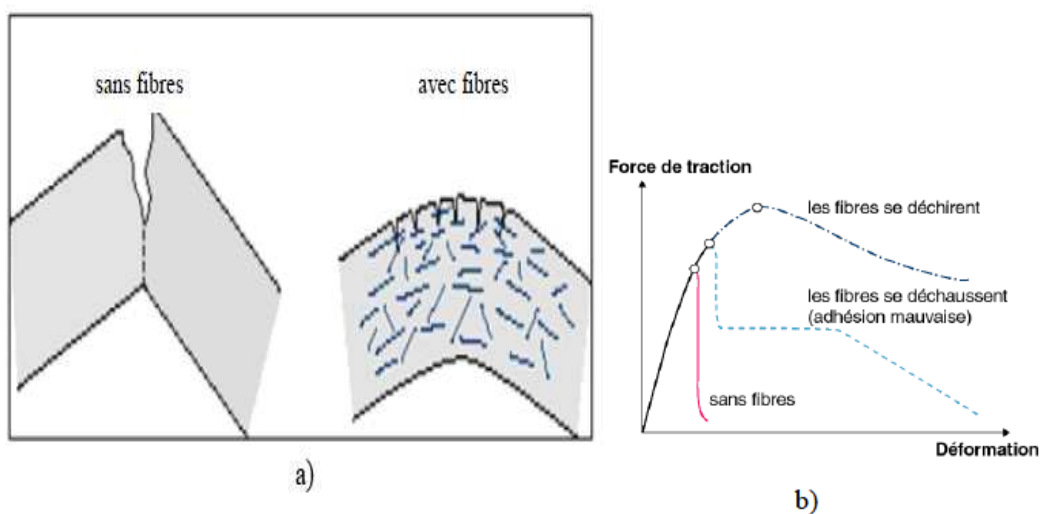 a)
sans fibres
avec fibres
a)
Force de traction
les fibres se déchirent
les fibres se déchaussent
(adhésion mauvaise)
sans fibres
Déformation
b)